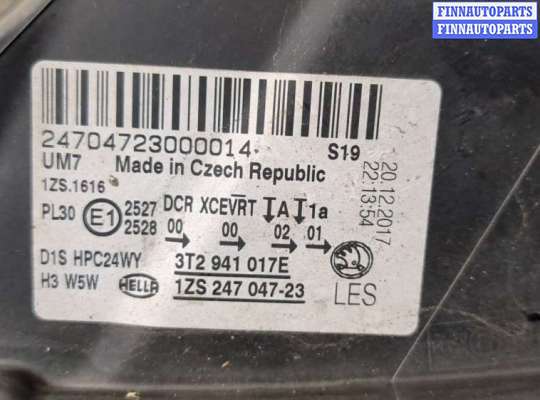 FINNAUTOPARTS
FINNAUTOPARTS
24704723000014
S19
UM7 Made in Czech Republic
1ZS.1616
DCR XCEVRT A 1a
PL30 E1 2527
2528
00 00 02 01
D1S HPC24WY
3T2 941 017E
H3 W5W HELLA 1ZS 247 047-23
LES
20.12.2017
22:13:54